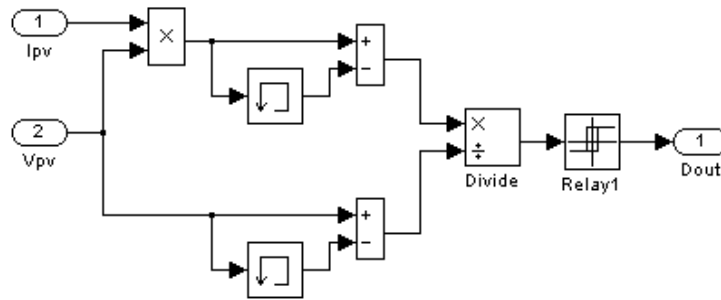 1
Ipv
×
+
−
2
Vpv
×
÷
Divide
Relay1
1
Dout
+
−